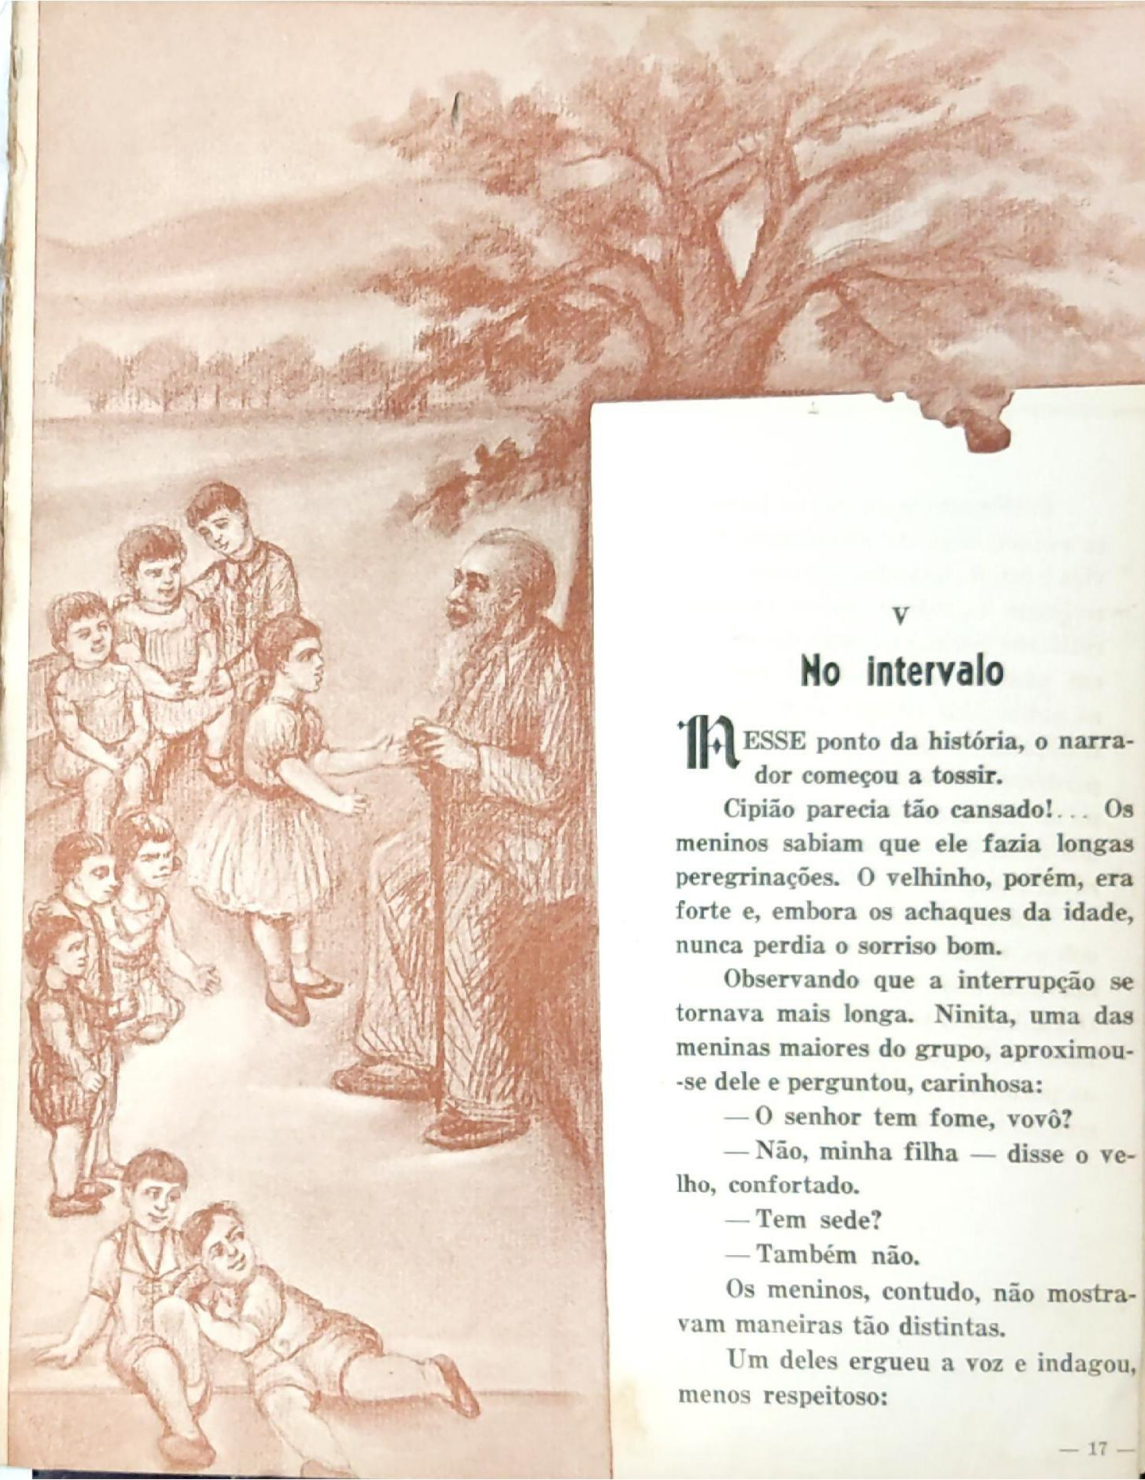 V
No intervalo
NESSE ponto da história, o narra-
dor começou a tossir.
Cipião parecia tão cansado!... Os
meninos sabiam que ele fazia longas
peregrinações. O velhinho, porém, era
forte e, embora os achaques da idade,
nunca perdia o sorriso bom.
Observando que a interrupção se
tornava mais longa. Ninita, uma das
meninas maiores do grupo, aproximou-
-se dele e perguntou, carinhosa:
— O senhor tem fome, vovô?
— Não, minha filha — disse o ve-
lho, confortado.
— Tem sede?
— Também não.
Os meninos, contudo, não mostra-
vam maneiras tão distintas.
Um deles ergueu a voz e indagou,
menos respeitoso:
— 17 —